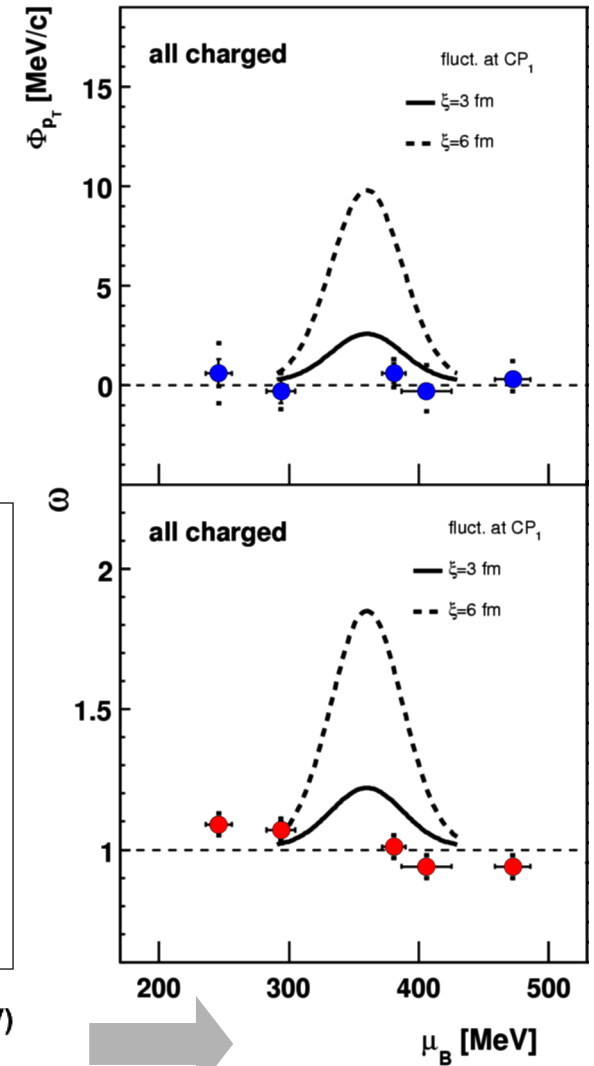 ΦpT [MeV/c]
all charged
fluct. at CP1
ξ=3 fm
ξ=6 fm
15
10
5
0
ω
all charged
fluct. at CP1
ξ=3 fm
ξ=6 fm
2
1.5
1
200 300 400 500
)
μB [MeV]